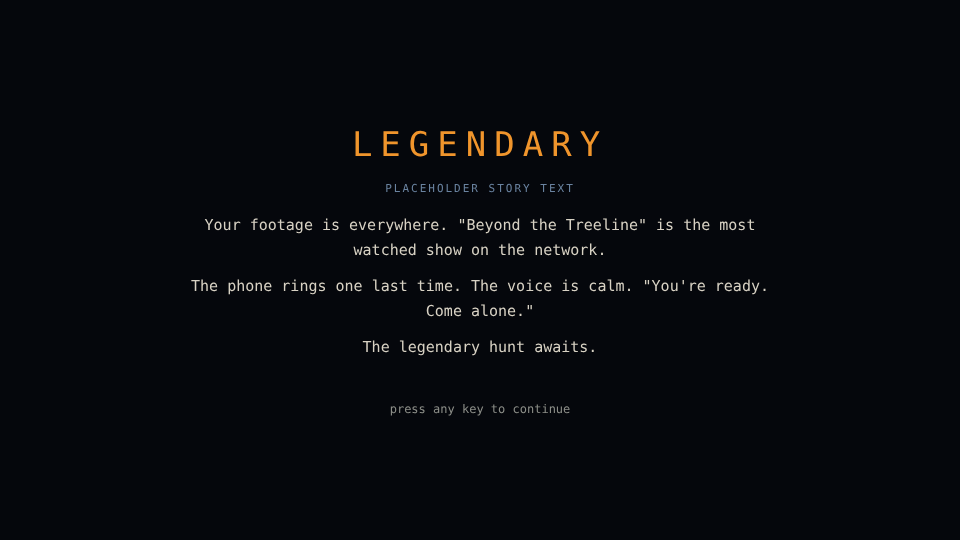 LEGENDARY
PLACEHOLDER STORY TEXT
Your footage is everywhere. "Beyond the Treeline" is the most
watched show on the network.
The phone rings one last time. The voice is calm. "You're ready.
Come alone."
The legendary hunt awaits.
press any key to continue